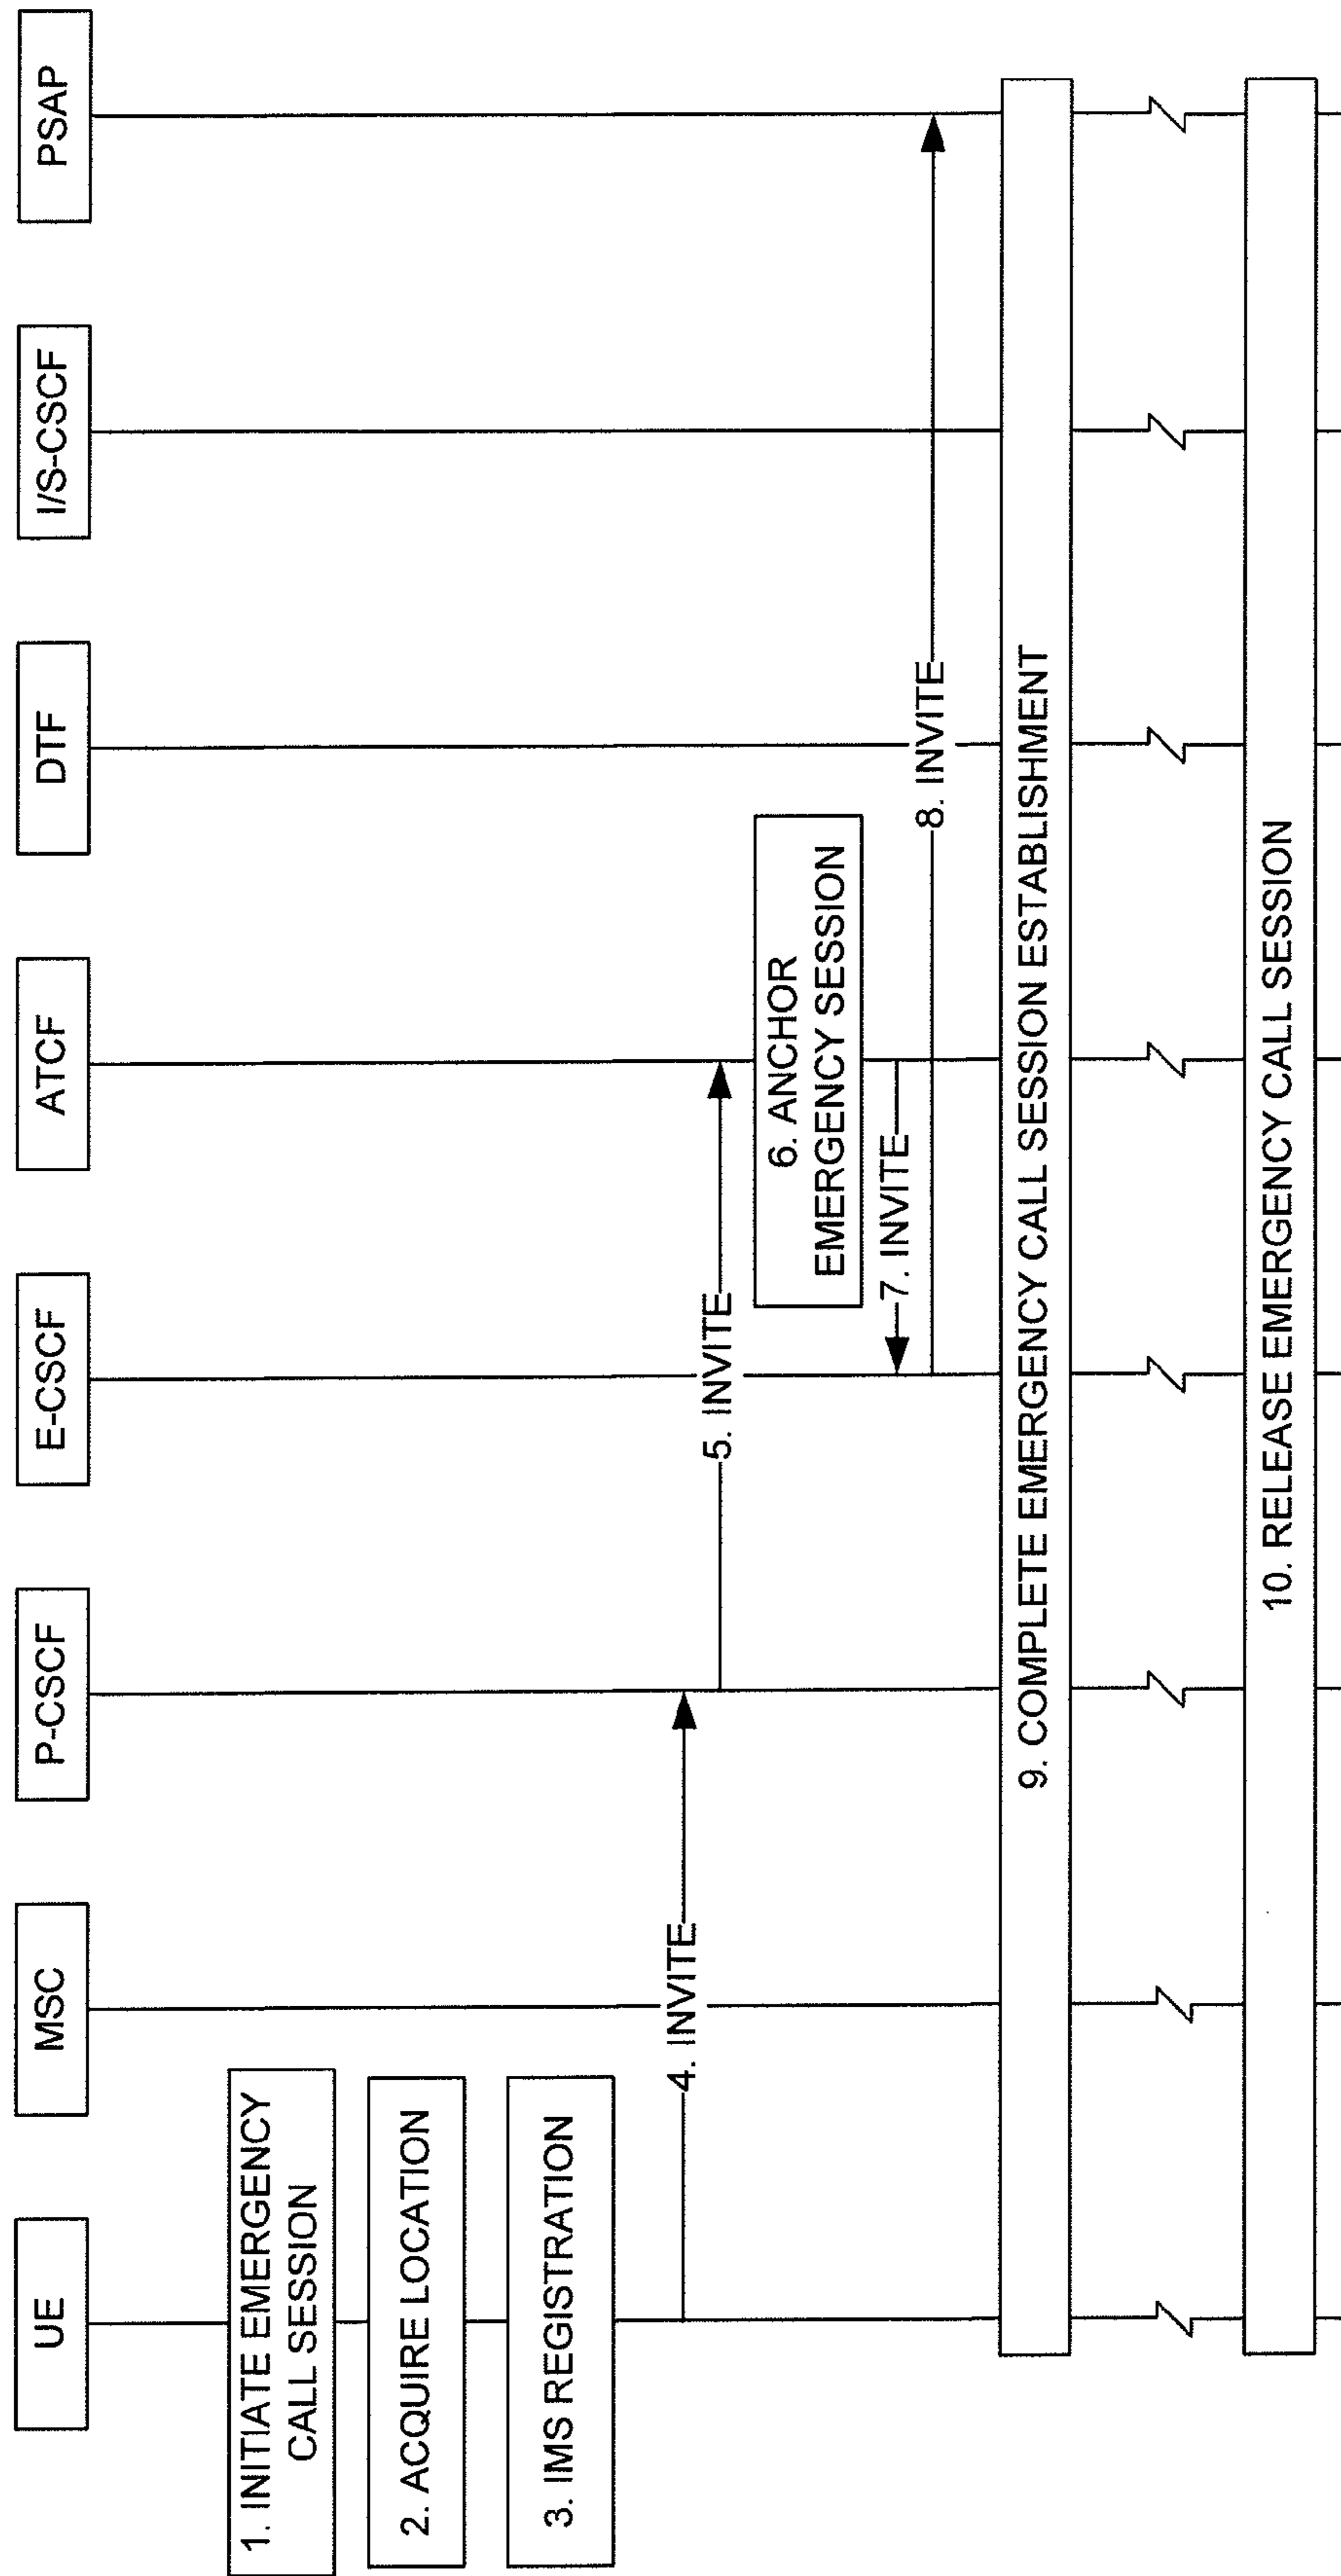 UE
MSC
P-CSCF
E-CSCF
ATCF
DTF
I/S-CSCF
PSAP
1. INITIATE EMERGENCY
CALL SESSION
2. ACQUIRE LOCATION
3. IMS REGISTRATION
4. INVITE
5. INVITE
6. ANCHOR
EMERGENCY SESSION
7. INVITE
8. INVITE
9. COMPLETE EMERGENCY CALL SESSION ESTABLISHMENT
10. RELEASE EMERGENCY CALL SESSION